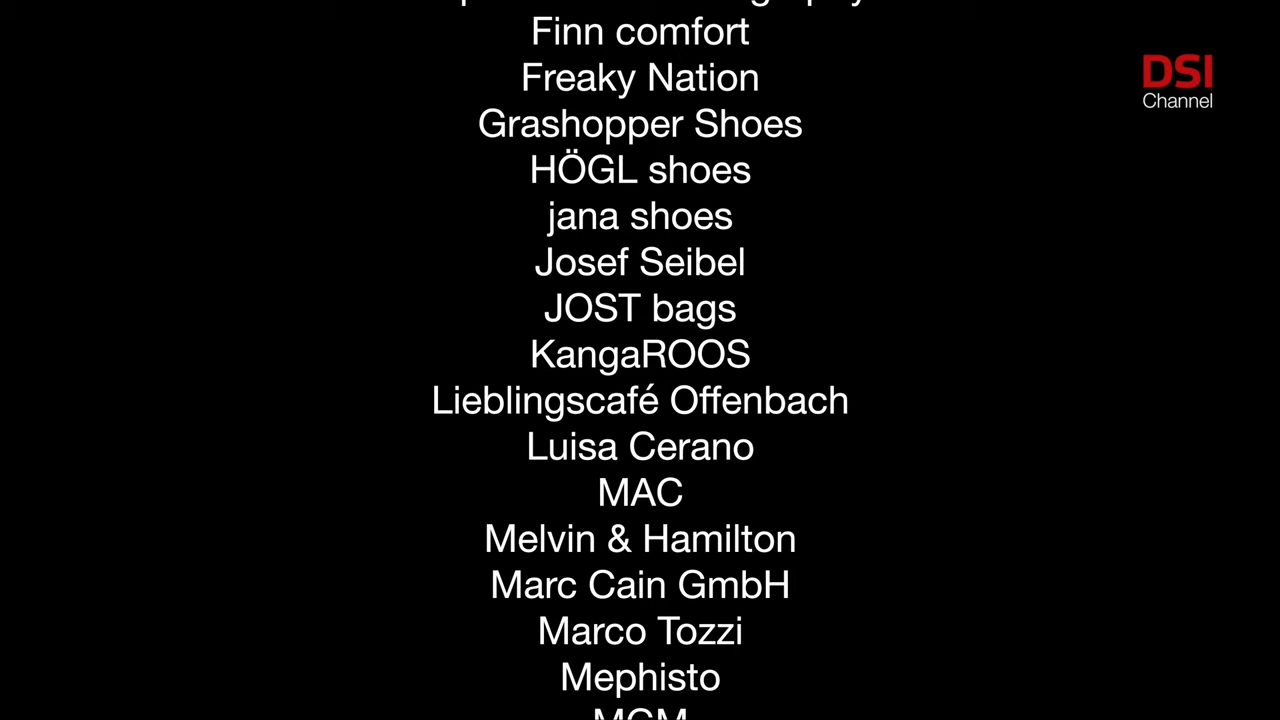 Finn comfort
Freaky Nation
Grashopper Shoes
HÖGL shoes
jana shoes
Josef Seibel
JOST bags
KangaROOS
Lieblingscafé Offenbach
Luisa Cerano
MAC
Melvin & Hamilton
Marc Cain GmbH
Marco Tozzi
Mephisto
MGM
DSI
Channel